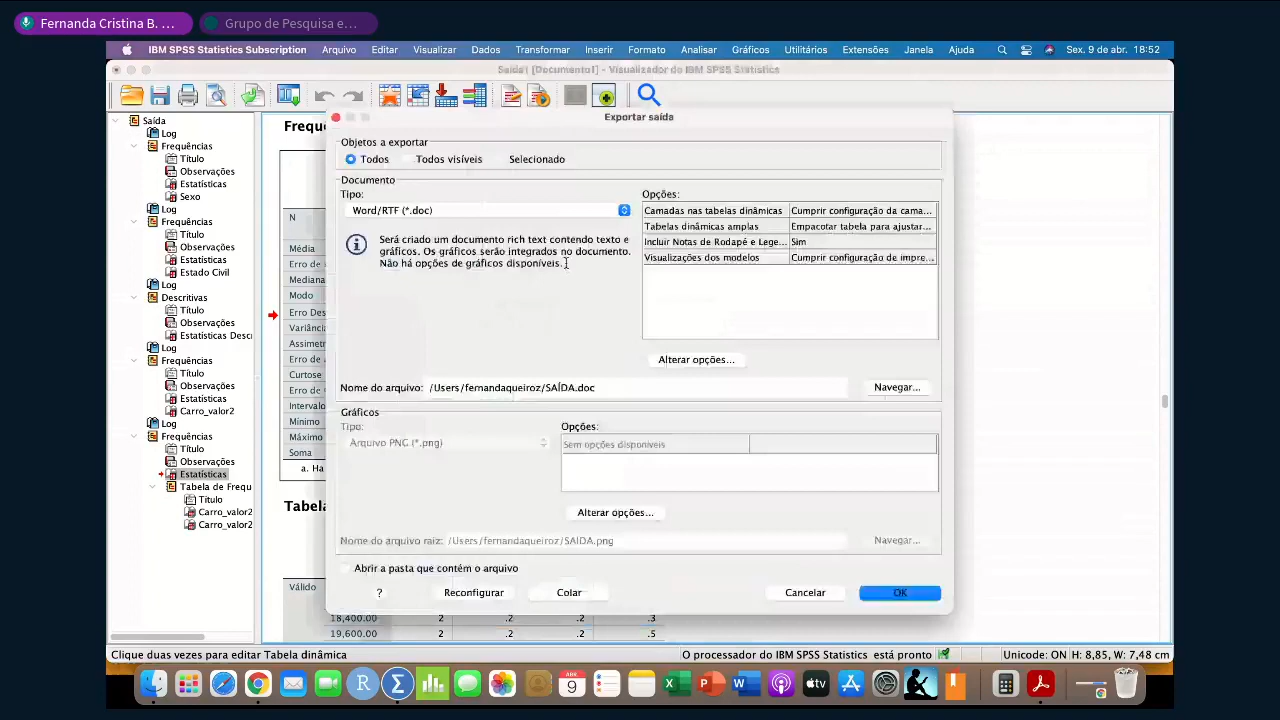 Fernanda Cristina B. ...
Grupo de Pesquisa e...
IBM SPSS Statistics Subscription Arquivo Editar Visualizar Dados Transformar Inserir Formato Analisar Gráficos Utilitários Extensões Janela Ajuda Sex. 9 de abr. 18:52
Saída1 [Documento1] - Visualizador do IBM SPSS Statistics
Saída
Log
Frequências
Título
Observações
Estatísticas
Sexo
Log
Frequências
Título
Observações
Estatísticas
Estado Civil
Log
Descritivas
Título
Observações
Estatísticas Descri
Log
Frequências
Título
Observações
Estatísticas
Carro_valor2
Log
Frequências
Título
Observações
Estatísticas
Tabela de Frequ
Título
Carro_valor2
Carro_valor2
Frequê
N
Média
Erro de
Mediana
Modo
Erro Des
Variância
Assimet
Erro de
Curtose
Erro de
Intervalo
Mínimo
Máximo
Soma
a. Ha
Tabela
Válido
18,400.00 2 .2 .2 .3
19,600.00 2 .2 .2 .5
Exportar saída
Objetos a exportar
Todos Todos visíveis Selecionado
Documento
Tipo:
Word/RTF (*.doc)
Será criado um documento rich text contendo texto e
gráficos. Os gráficos serão integrados no documento.
Não há opções de gráficos disponíveis.
Opções:
Camadas nas tabelas dinâmicas Cumprir configuração da cama...
Tabelas dinâmicas amplas Empacotar tabela para ajustar...
Incluir Notas de Rodapé e Lege... Sim
Visualizações dos modelos Cumprir configuração de impre...
Alterar opções...
Nome do arquivo: /Users/fernandaqueiroz/SAÍDA.doc Navegar...
Gráficos
Tipo:
Arquivo PNG (*.png)
Opções:
Sem opções disponíveis
Alterar opções...
Nome do arquivo raiz: /Users/fernandaqueiroz/SAIDA.png Navegar...
Abrir a pasta que contém o arquivo
? Reconfigurar Colar Cancelar OK
Clique duas vezes para editar Tabela dinâmica O processador do IBM SPSS Statistics está pronto Unicode: ON H: 8,85, W: 7,48 cm
R Σ ABR 9 X P W tv